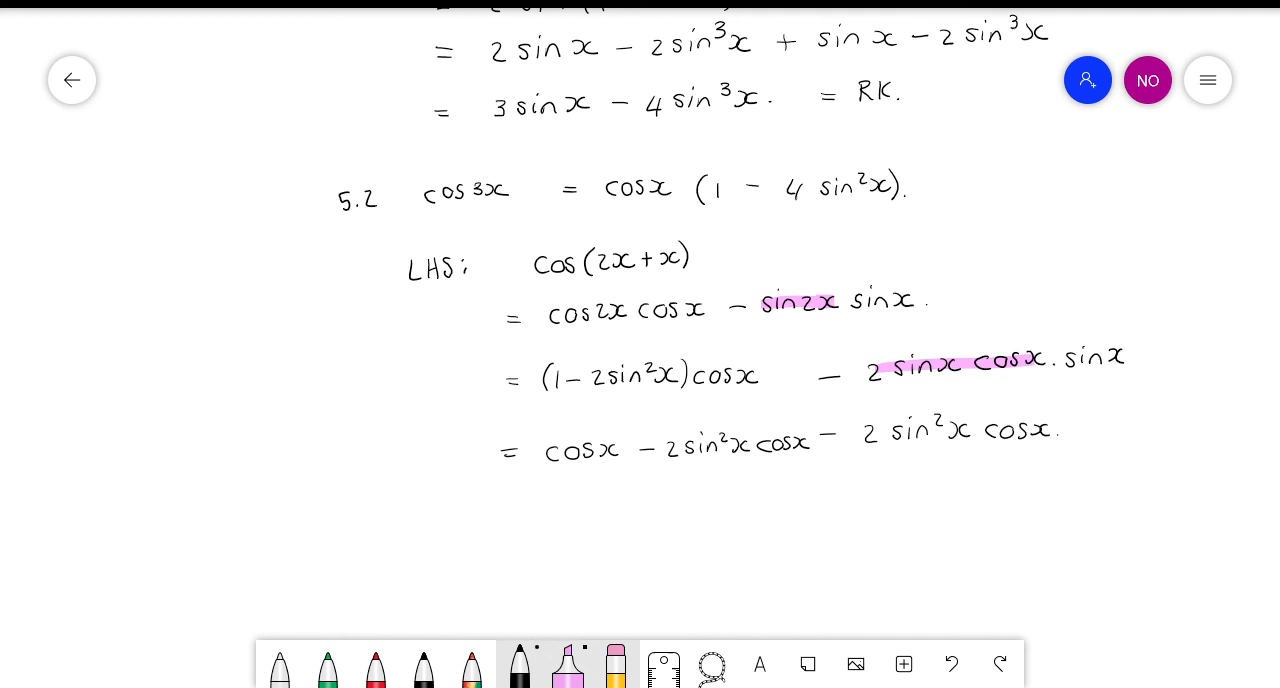 = 2 sin x - 2 sin³x + sin x - 2 sin³x
NO
= 3 sin x - 4 sin³x. = RK.
5.2 cos 3x = cos x (1 - 4 sin²x).
LHS: cos (2x + x)
= cos 2x cos x - sin 2x sin x.
= (1 - 2 sin²x) cos x - 2 sin x cos x. sin x
= cos x - 2 sin²x cos x - 2 sin²x cos x.
A